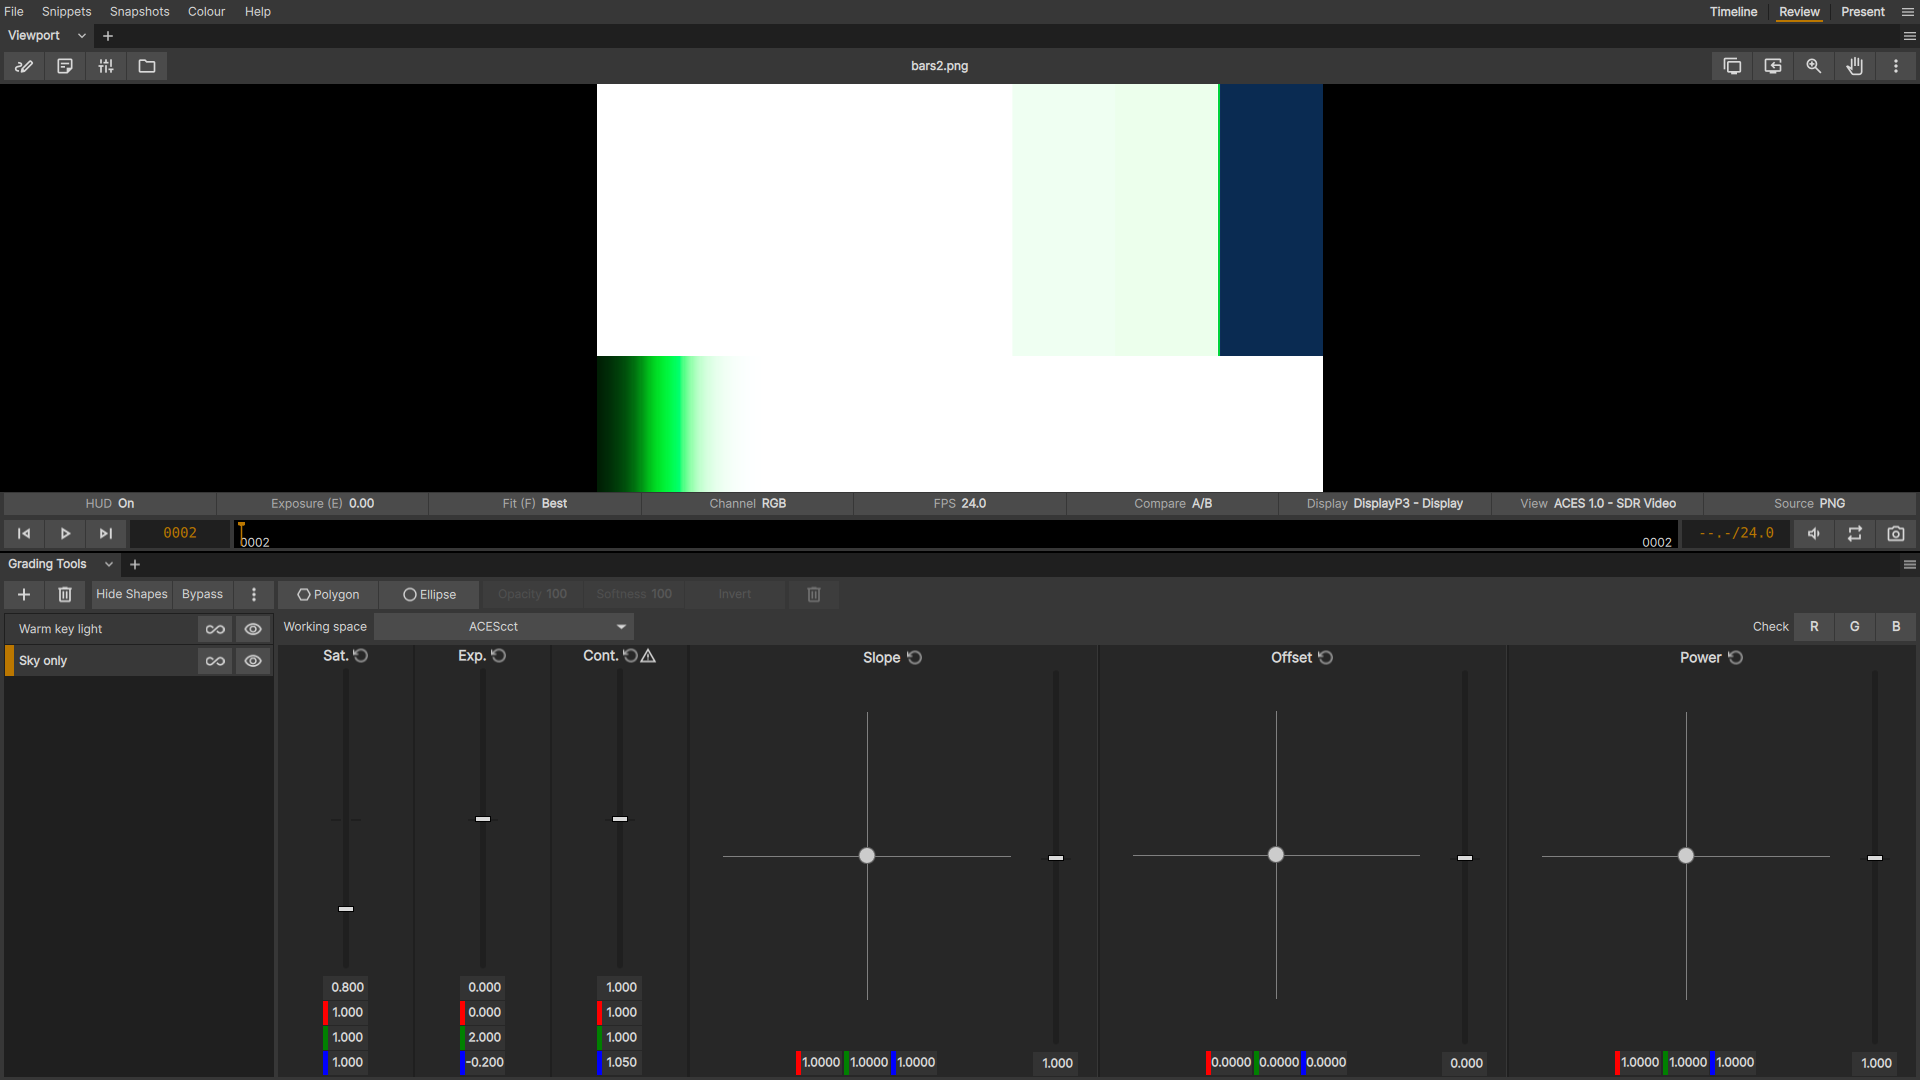 File Snippets Snapshots Colour Help Timeline Review Present
Viewport
bars2.png
HUD On Exposure (E) 0.00 Fit (F) Best Channel RGB FPS 24.0 Compare A/B Display DisplayP3 - Display View ACES 1.0 - SDR Video Source PNG
0002 0002 0002 --.-/24.0
Grading Tools
Hide Shapes Bypass Polygon Ellipse Opacity 100 Softness 100 Invert
Warm key light Working space ACEScct Check R G B
Sky only Sat. Exp. Cont. Slope Offset Power
0.800 0.000 1.000
1.000 0.000 1.000
1.000 2.000 1.000
1.000 -0.200 1.050 1.0000 1.0000 1.0000 1.000 0.0000 0.0000 0.0000 0.000 1.0000 1.0000 1.0000 1.000